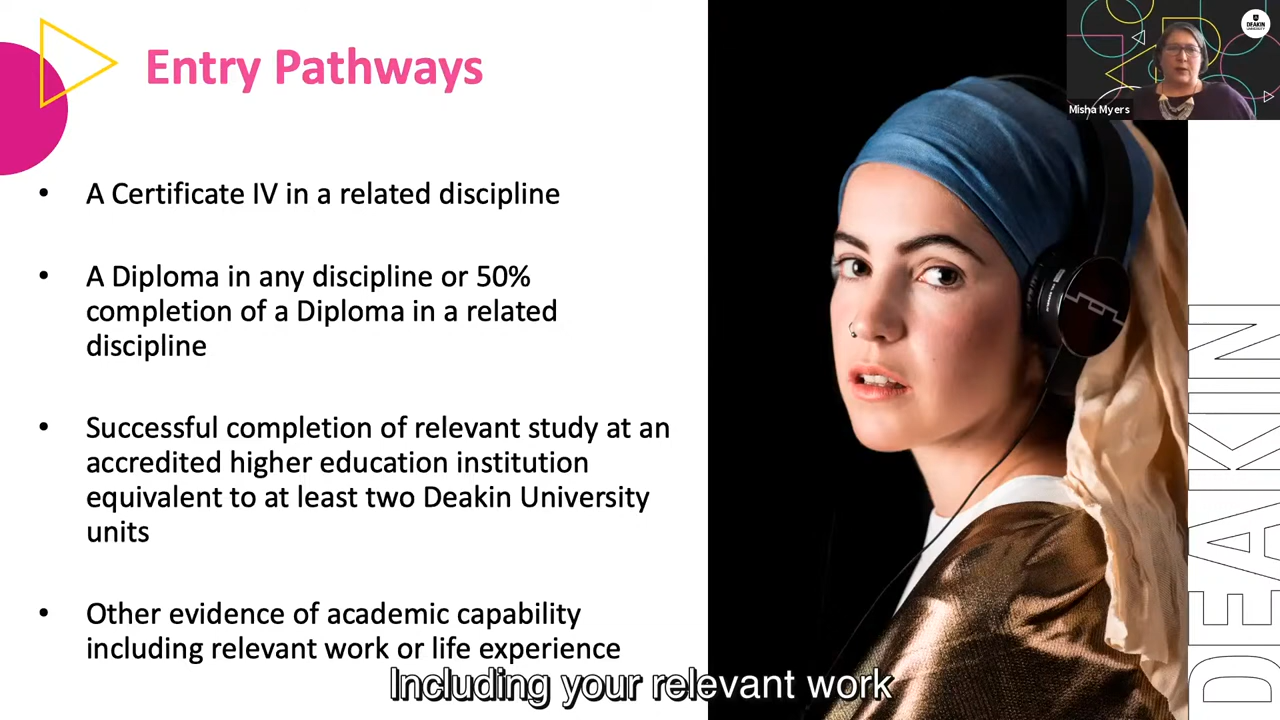 Entry Pathways
• A Certificate IV in a related discipline
• A Diploma in any discipline or 50%
completion of a Diploma in a related
discipline
• Successful completion of relevant study at an
accredited higher education institution
equivalent to at least two Deakin University
units
• Other evidence of academic capability
including relevant work or life experience
Including your relevant work
DEAKIN
UNIVERSITY
Misha Myers
DEAKIN